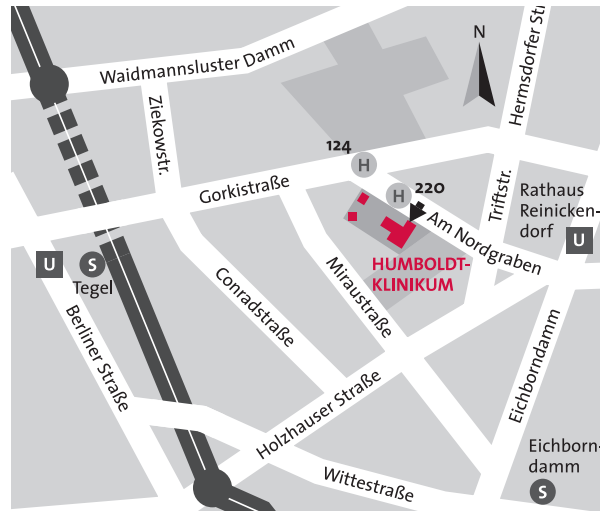 Waidmannsluster Damm
N
Hermsdorfer Str
Ziekowstr.
124
H
Gorkistraße
H
220
Triftstr.
Rathaus
Reinicken-
dorf
U
Am Nordgraben
HUMBOLDT-
KLINIKUM
U
S
Tegel
Conradstraße
Miraustraße
Berliner Straße
Holzhauser Straße
Eichborndamm
Wittestraße
Eichborn-
damm
S